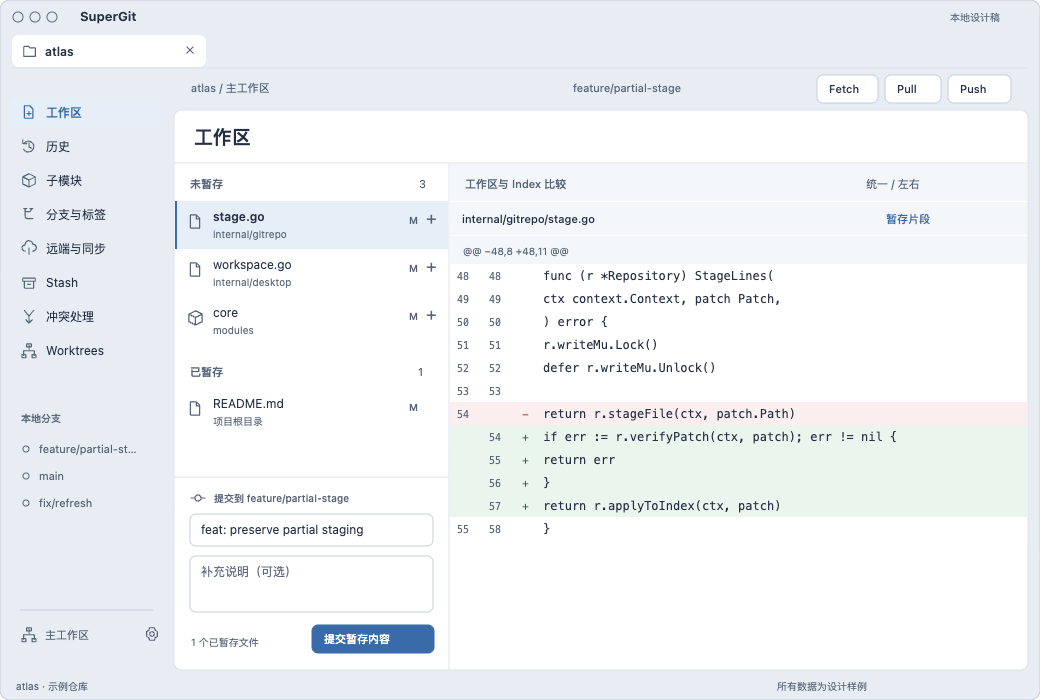 SuperGit
本地设计稿
atlas
atlas / 主工作区
feature/partial-stage
Fetch
Pull
Push
工作区
历史
子模块
分支与标签
远端与同步
Stash
冲突处理
Worktrees
本地分支
feature/partial-st...
main
fix/refresh
主工作区
工作区
未暂存 3
stage.go M +
internal/gitrepo
workspace.go M +
internal/desktop
core M +
modules
已暂存 1
README.md M
项目根目录
提交到 feature/partial-stage
feat: preserve partial staging
补充说明（可选）
1 个已暂存文件
提交暂存内容
工作区与 Index 比较
统一 / 左右
internal/gitrepo/stage.go
暂存片段
@@ −48,8 +48,11 @@
48 48 func (r *Repository) StageLines(
49 49 ctx context.Context, patch Patch,
50 50 ) error {
51 51 r.writeMu.Lock()
52 52 defer r.writeMu.Unlock()
53 53
54 − return r.stageFile(ctx, patch.Path)
54 + if err := r.verifyPatch(ctx, patch); err != nil {
55 + return err
56 + }
57 + return r.applyToIndex(ctx, patch)
55 58 }
atlas · 示例仓库
所有数据为设计样例